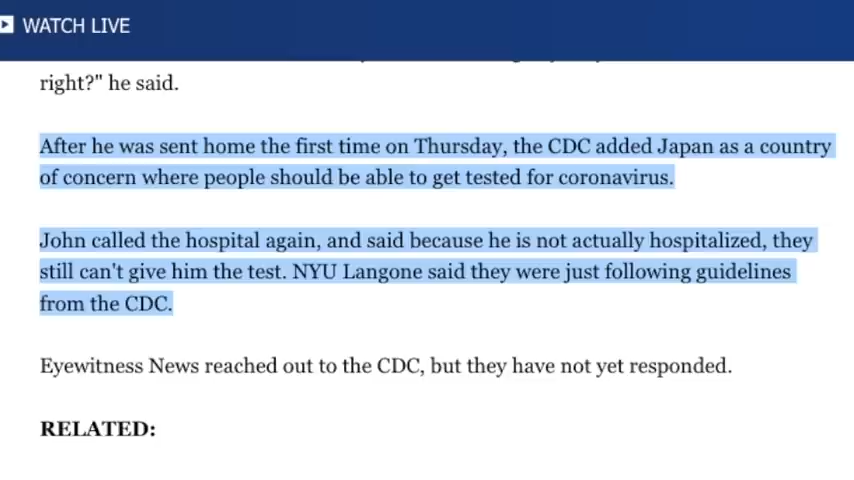 WATCH LIVE
right?" he said.
After he was sent home the first time on Thursday, the CDC added Japan as a country
of concern where people should be able to get tested for coronavirus.
John called the hospital again, and said because he is not actually hospitalized, they
still can't give him the test. NYU Langone said they were just following guidelines
from the CDC.
Eyewitness News reached out to the CDC, but they have not yet responded.
RELATED: